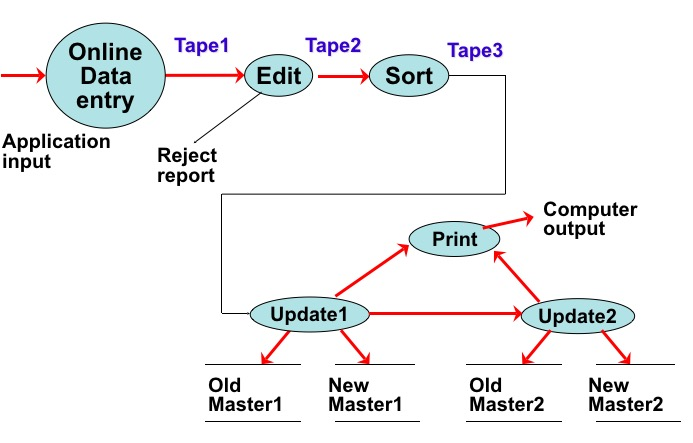 Tape1
Tape2
Tape3
Online
Data
entry
Edit
Sort
Application
input
Reject
report
Computer
output
Print
Update1
Update2
Old
Master1
New
Master1
Old
Master2
New
Master2